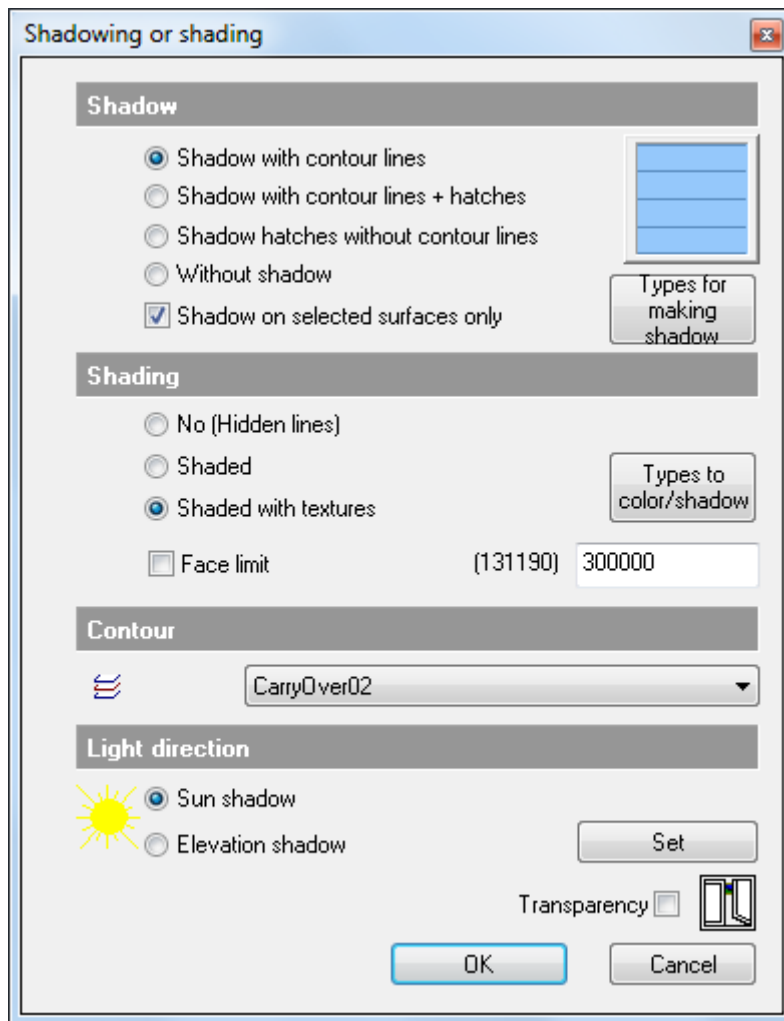 Shadowing or shading
Shadow
Shadow with contour lines
Shadow with contour lines + hatches
Shadow hatches without contour lines
Without shadow
Shadow on selected surfaces only
Types for
making
shadow
Shading
No (Hidden lines)
Shaded
Shaded with textures
Types to
color/shadow
Face limit (131190) 300000
Contour
CarryOver02
Light direction
Sun shadow
Elevation shadow
Set
Transparency
OK Cancel